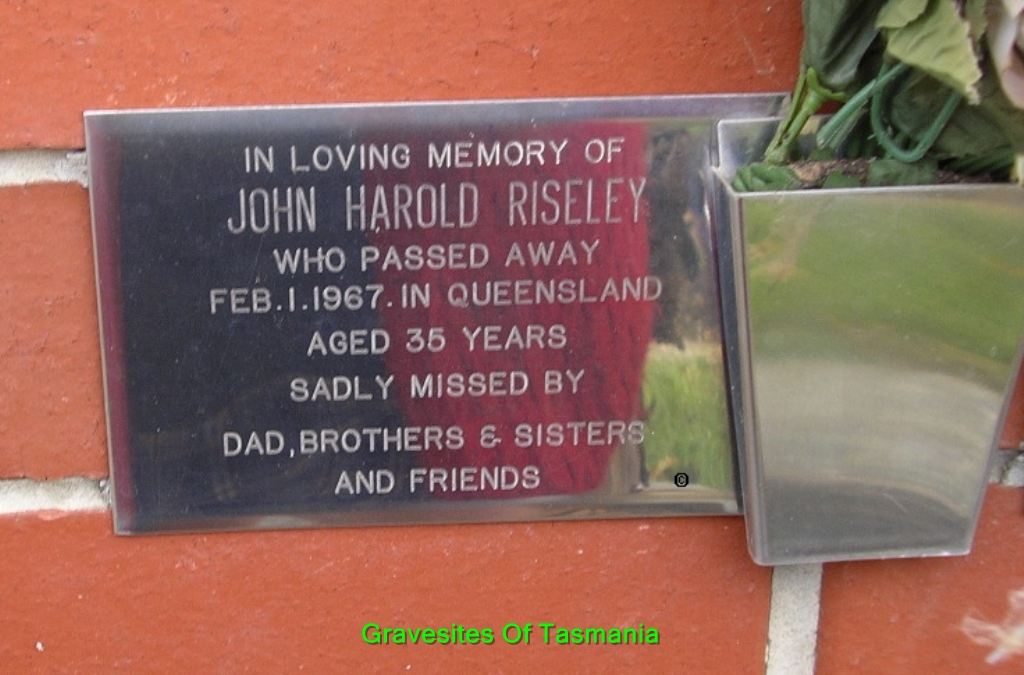 IN LOVING MEMORY OF
JOHN HAROLD RISELEY
WHO PASSED AWAY
FEB.1.1967. IN QUEENSLAND
AGED 35 YEARS
SADLY MISSED BY
DAD, BROTHERS & SISTERS
AND FRIENDS
©
Gravesites Of Tasmania